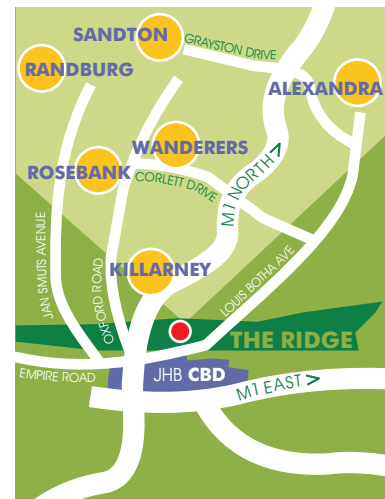 SANDTON
GRAYSTON DRIVE
RANDBURG
ALEXANDRA
WANDERERS
ROSEBANK
CORLETT DRIVE
M1 NORTH >
JAN SMUTS AVENUE
OXFORD ROAD
KILLARNEY
LOUIS BOTHA AVE
THE RIDGE
EMPIRE ROAD
JHB CBD
M1 EAST >